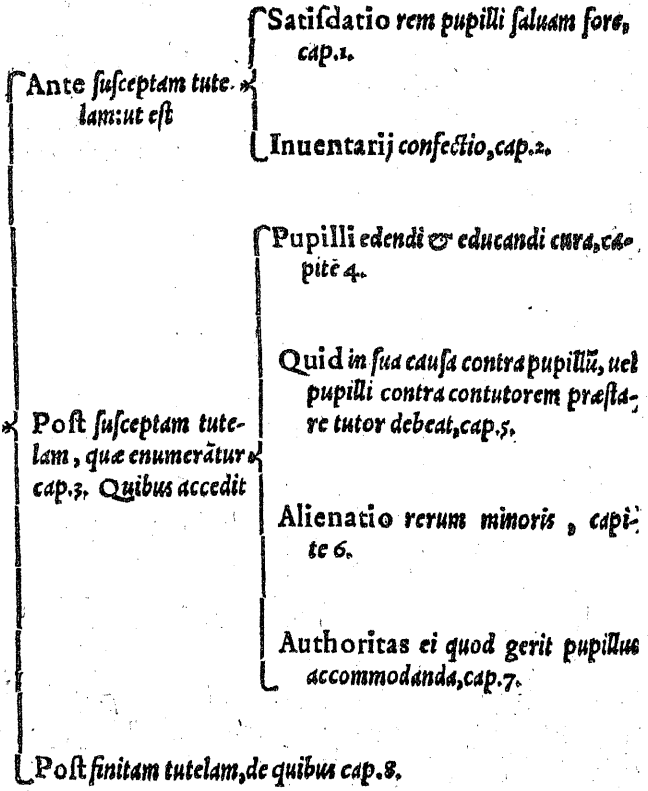 Satiſdatio rem pupilli ſaluam fore,
cap.1.
Ante ſuſceptam tute-
lam: ut eſt
Inuentarij confectio, cap.2.
Pupilli edendi & educandi cura, ca-
pitē 4.
Quid in ſua cauſa contra pupillū, uel
pupilli contra contutorem præſta-
re tutor debeat, cap.5.
Poſt ſuſceptam tute-
lam, quæ enumerātur
cap.3. Quibus accedit
Alienatio rerum minoris, capi-
te 6.
Authoritas ei quod gerit pupillus
accommodanda, cap.7.
Poſt finitam tutelam, de quibus cap.8.